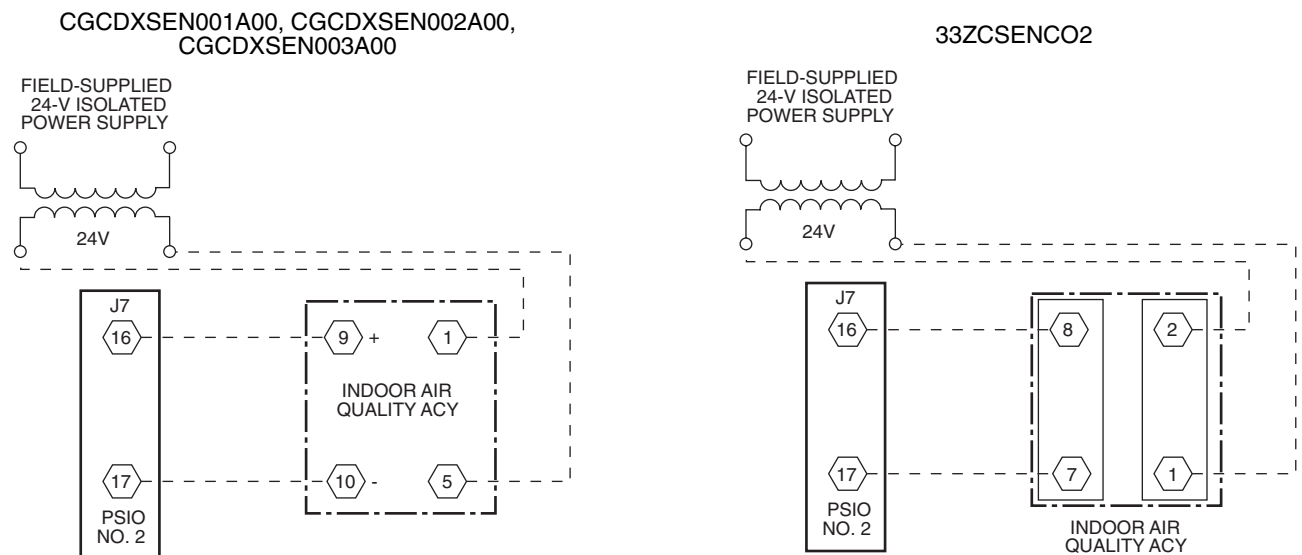 CGCDXSEN001A00, CGCDXSEN002A00,
CGCDXSEN003A00
FIELD-SUPPLIED
24-V ISOLATED
POWER SUPPLY
24V
J7
16
17
PSIO
NO. 2
9 +
1
INDOOR AIR
QUALITY ACY
10 -
5
33ZCSENCO2
FIELD-SUPPLIED
24-V ISOLATED
POWER SUPPLY
24V
J7
16
17
PSIO
NO. 2
8
2
7
1
INDOOR AIR
QUALITY ACY